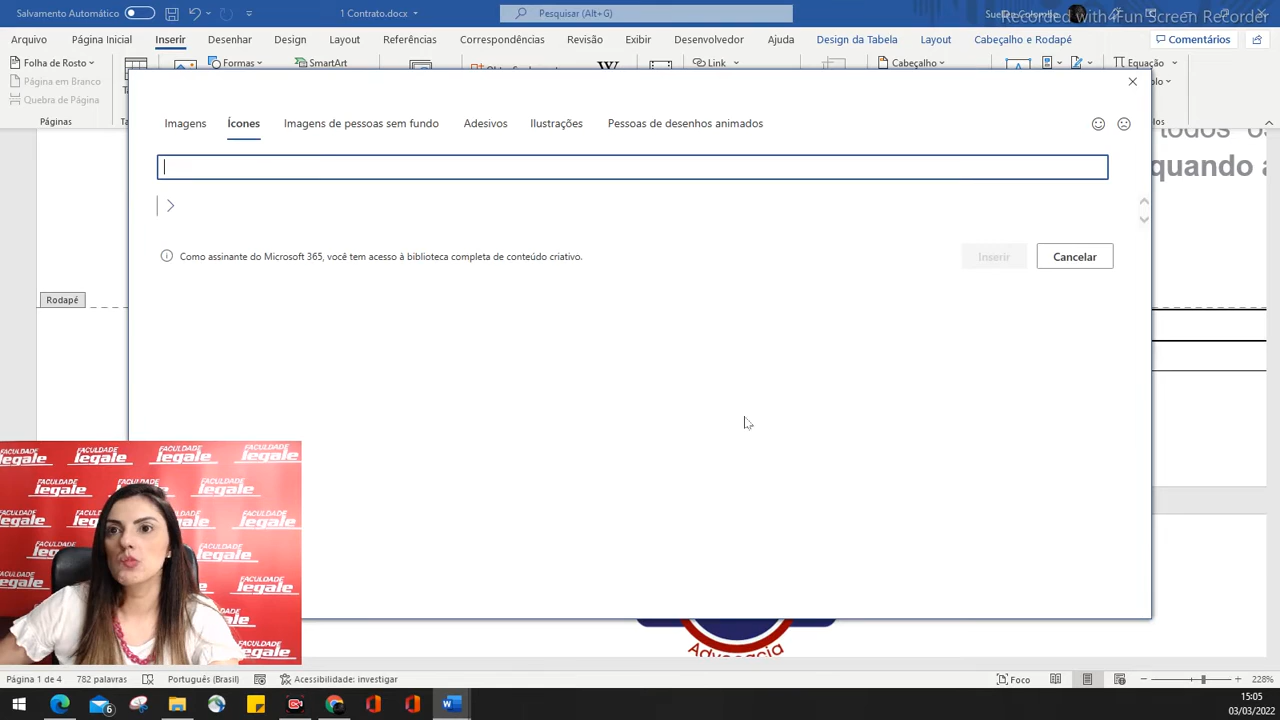 Salvamento Automático
1 Contrato.docx
Pesquisar (Alt+G)
Recorded with 4Fun Screen Recorder
Arquivo
Página Inicial
Inserir
Desenhar
Design
Layout
Referências
Correspondências
Revisão
Exibir
Desenvolvedor
Ajuda
Design da Tabela
Layout
Cabeçalho e Rodapé
Comentários
Folha de Rosto
Formas
SmartArt
Link
Cabeçalho
Equação
Página em Branco
Quebra de Página
Páginas
Imagens
Ícones
Imagens de pessoas sem fundo
Adesivos
Ilustrações
Pessoas de desenhos animados
todos os
quando a
Como assinante do Microsoft 365, você tem acesso à biblioteca completa de conteúdo criativo.
Inserir
Cancelar
Rodapé
FACULDADE
legale
Advocacia
Página 1 de 4
782 palavras
Português (Brasil)
Acessibilidade: investigar
Foco
228%
6
15:05
03/03/2022